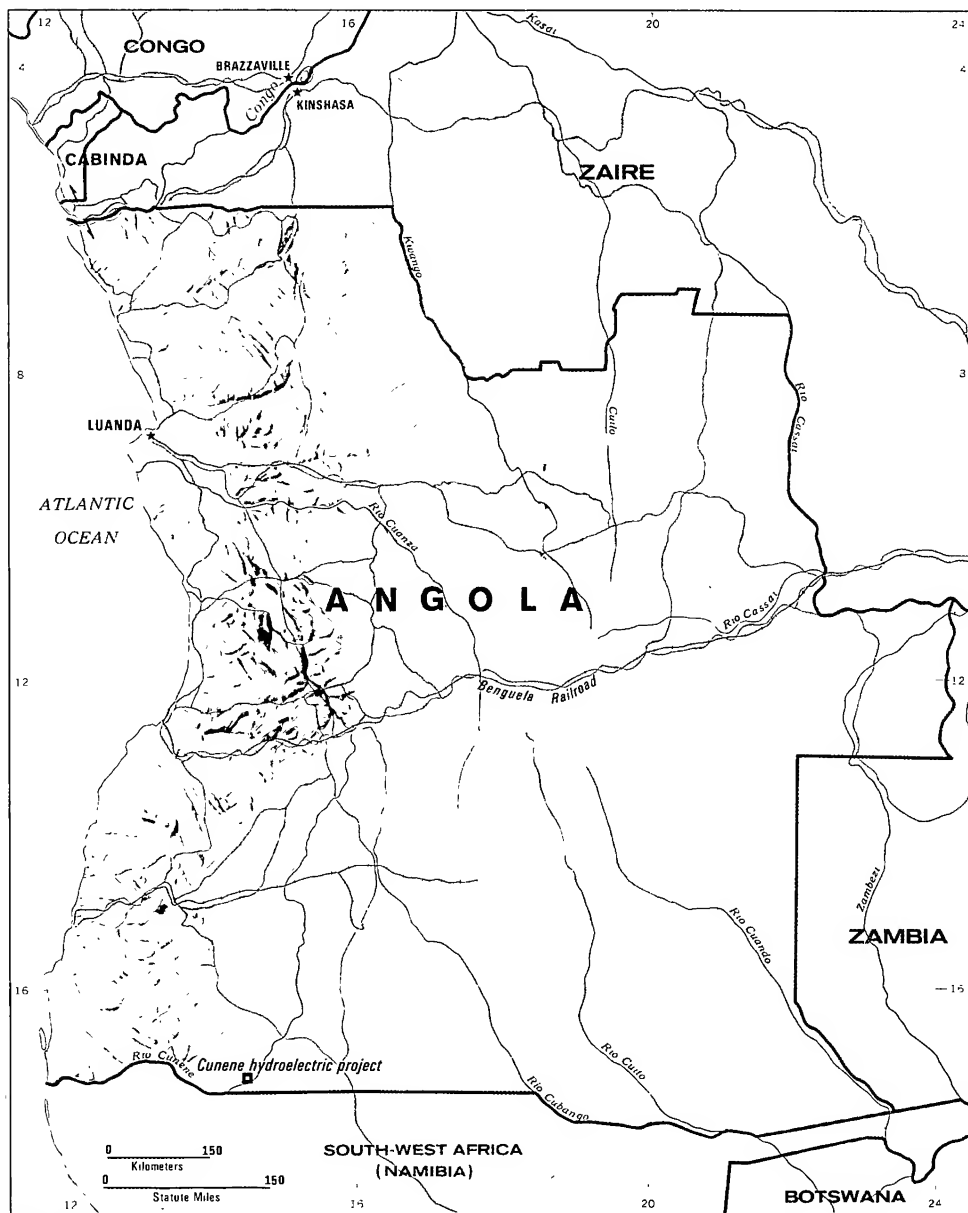 12 16 20 24
CONGO
Kasai
BRAZZAVILLE
4 4
Congo
KINSHASA
CABINDA
ZAIRE
Kwango
8 3
Rio Cassai
LUANDA
Cuilo
ATLANTIC
OCEAN
Rio Cuanza
ANGOLA
Rio Cassai
12 12
Benguela Railroad
Zambezi
Rio Cuando
ZAMBIA
16 16
Rio Cunene
Cunene hydroelectric project
Rio Cuito
Rio Cubango
0 150
Kilometers
SOUTH-WEST AFRICA
(NAMIBIA)
0 150
Statute Miles
BOTSWANA
12 16 20 24